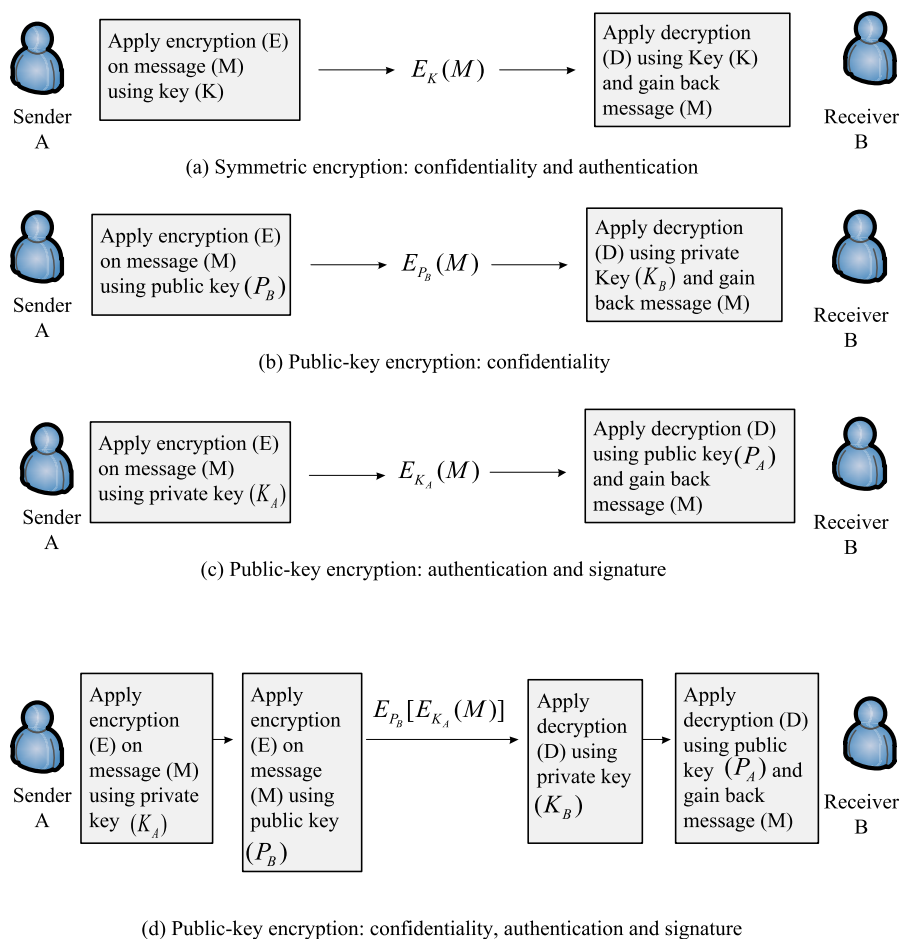 Sender
A
Apply encryption (E)
on message (M)
using key (K)
E_K(M)
Apply decryption
(D) using Key (K)
and gain back
message (M)
Receiver
B
(a) Symmetric encryption: confidentiality and authentication
Sender
A
Apply encryption (E)
on message (M)
using public key (P_B)
E_{P_B}(M)
Apply decryption
(D) using private
Key (K_B) and gain
back message (M)
Receiver
B
(b) Public-key encryption: confidentiality
Sender
A
Apply encryption (E)
on message (M)
using private key (K_A)
E_{K_A}(M)
Apply decryption (D)
using public key (P_A)
and gain back
message (M)
Receiver
B
(c) Public-key encryption: authentication and signature
Sender
A
Apply
encryption
(E) on
message (M)
using private
key (K_A)
Apply
encryption
(E) on
message
(M) using
public key
(P_B)
E_{P_B}[E_{K_A}(M)]
Apply
decryption
(D) using
private key
(K_B)
Apply
decryption (D)
using public
key (P_A) and
gain back
message (M)
Receiver
B
(d) Public-key encryption: confidentiality, authentication and signature